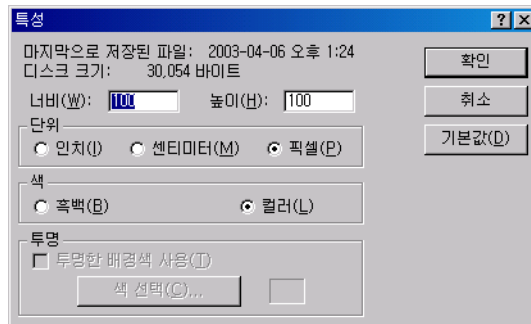 특성
마지막으로 저장된 파일: 2003-04-06 오후 1:24
디스크 크기: 30,054 바이트
너비(W): 100 높이(H): 100
단위
인치(I) 센티미터(M) 픽셀(P)
색
흑백(B) 컬러(L)
투명
투명한 배경색 사용(T)
색 선택(C)...
확인
취소
기본값(D)